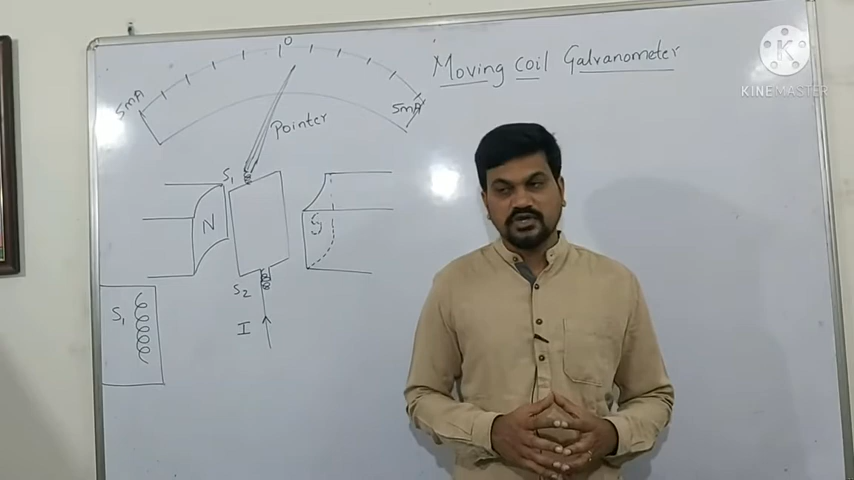 Moving coil Galvanometer
K
KINEMASTER
0
5mA
5mA
Pointer
S1
N
S
S2
I
S1